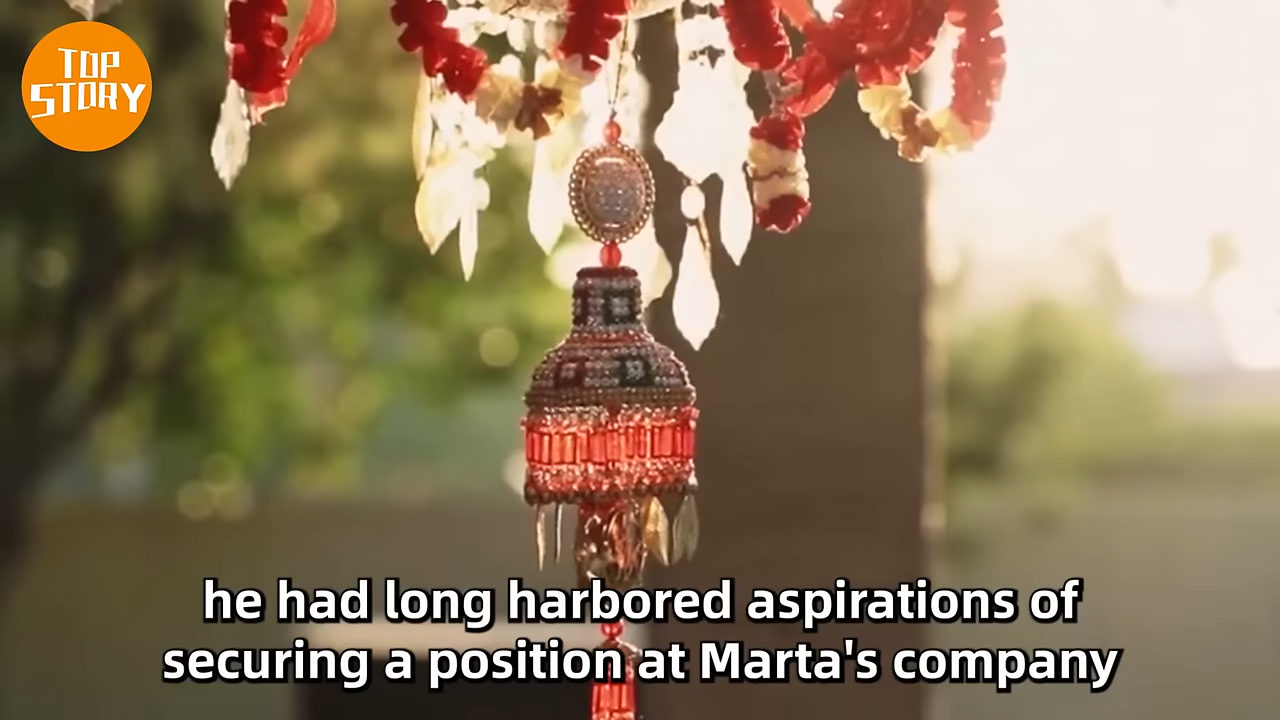 TOP
STORY
he had long harbored aspirations of
securing a position at Marta's company